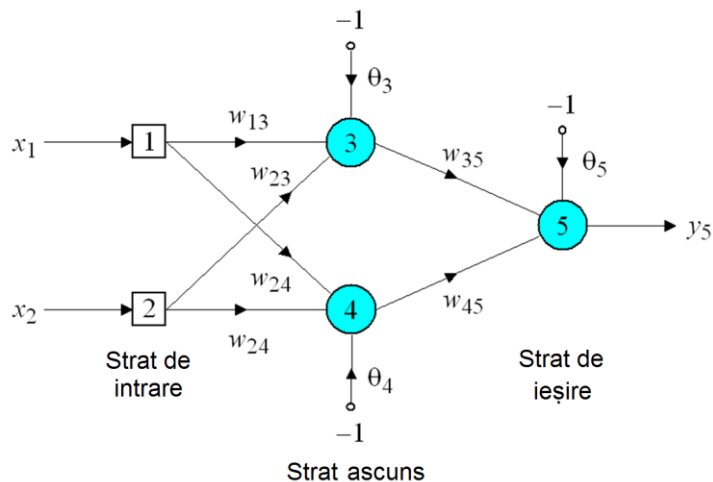 –1
θ3
–1
x1
1
w13
3
w35
θ5
w23
5
y5
w24
x2
2
4
w45
w24
Strat de
intrare
θ4
Strat de
ieșire
–1
Strat ascuns